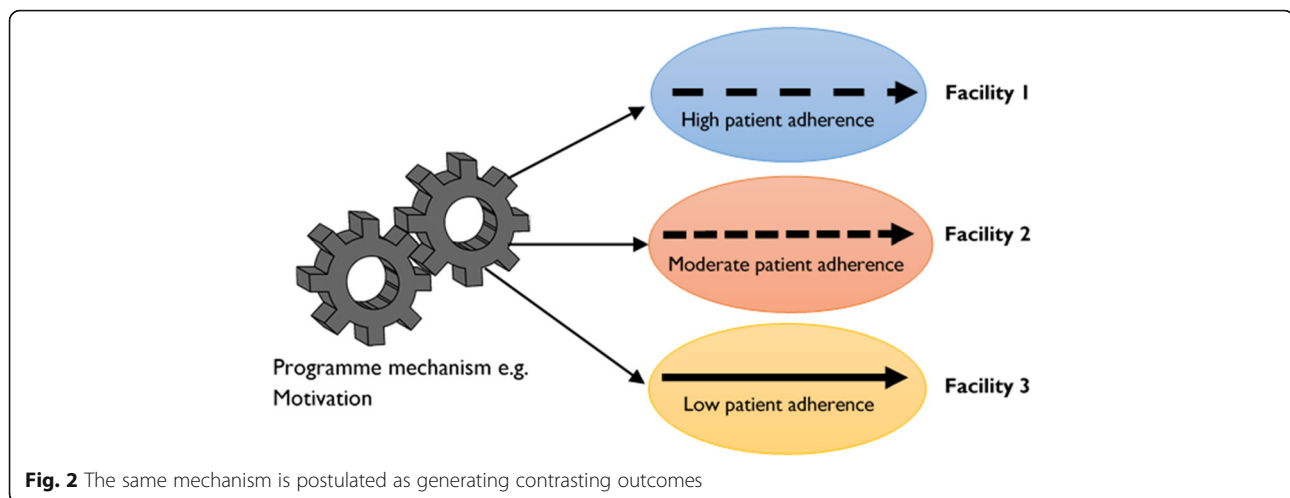 High patient adherence
Facility 1
Moderate patient adherence
Facility 2
Programme mechanism e.g.
Motivation
Low patient adherence
Facility 3
Fig. 2 The same mechanism is postulated as generating contrasting outcomes